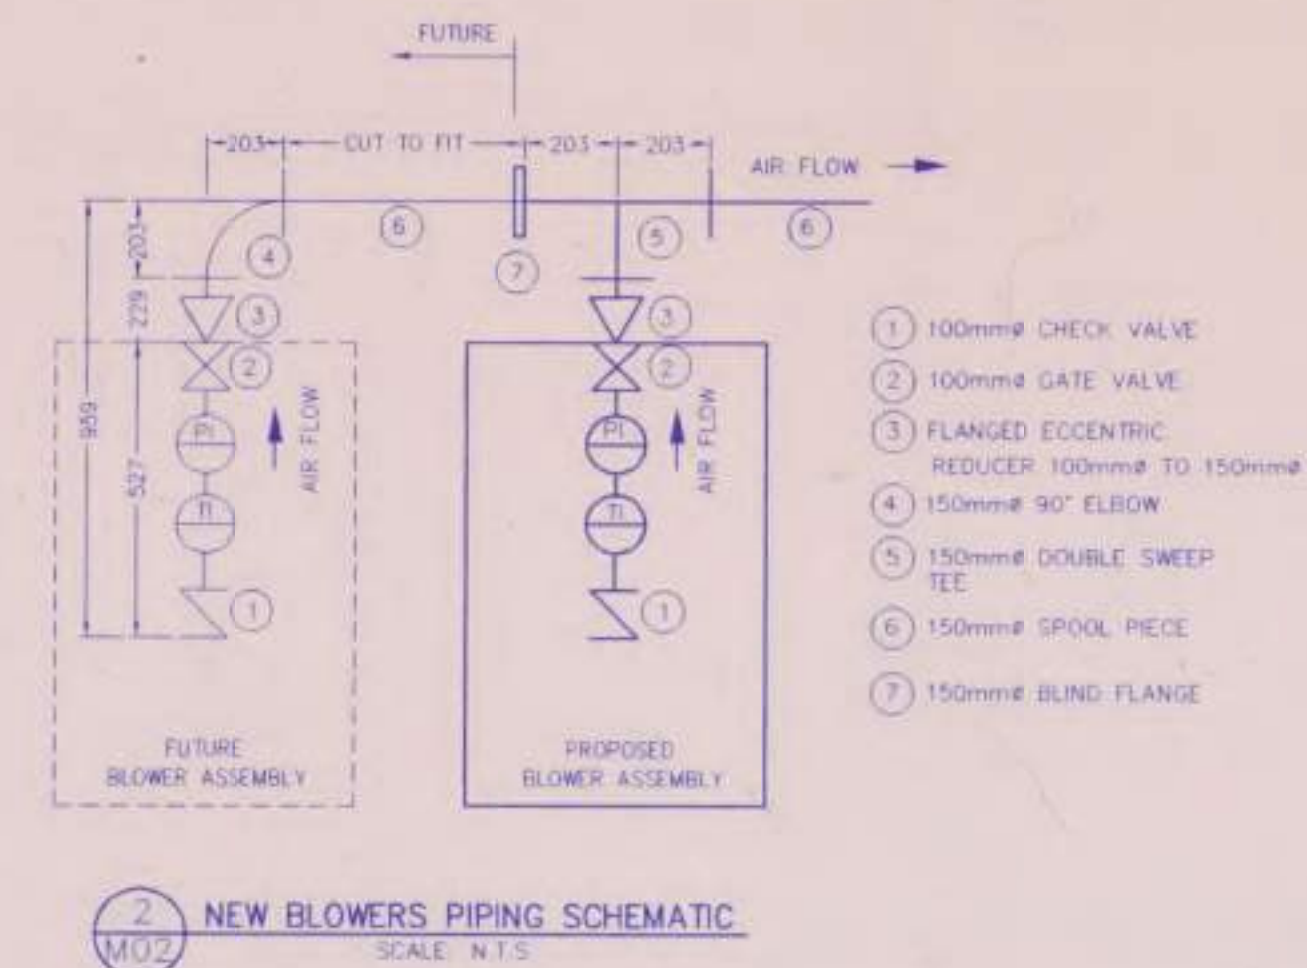 FUTURE
203 CUT TO FIT 203 203
AIR FLOW
6 5 6
4 7
203
229
3 3
2 2
527
PI PI
AIR FLOW AIR FLOW
TI TI
1 1
FUTURE
BLOWER ASSEMBLY
PROPOSED
BLOWER ASSEMBLY
1 100mmø CHECK VALVE
2 100mmø GATE VALVE
3 FLANGED ECCENTRIC
REDUCER 100mmø TO 150mmø
4 150mmø 90° ELBOW
5 150mmø DOUBLE SWEEP
TEE
6 150mmø SPOOL PIECE
7 150mmø BLIND FLANGE
2 NEW BLOWERS PIPING SCHEMATIC
M02 SCALE N.T.S